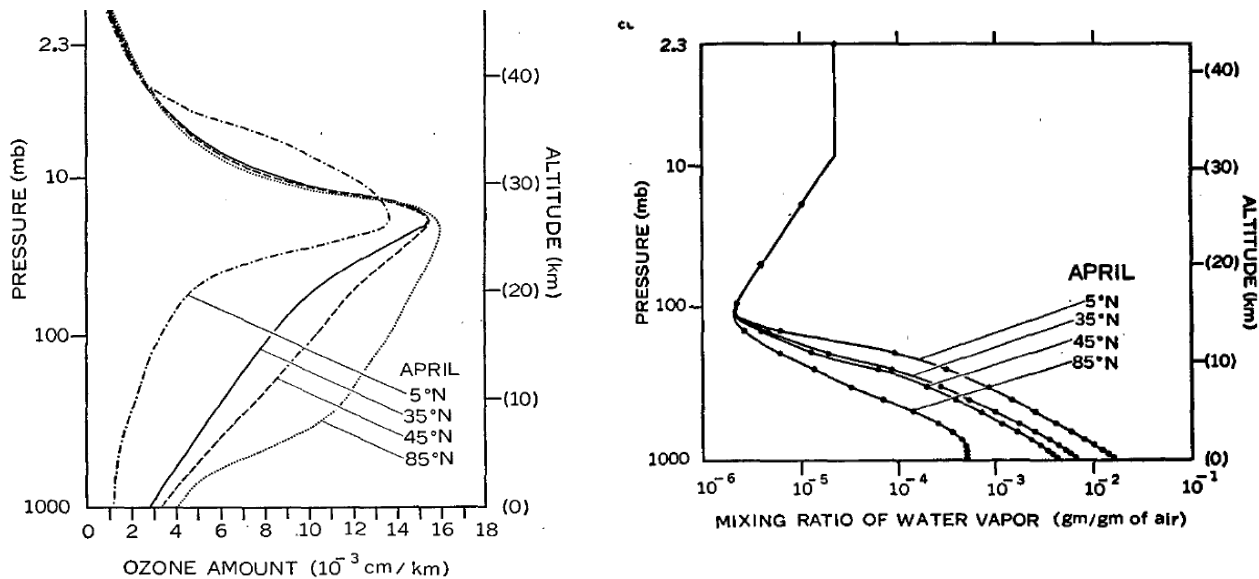 2.3
10
100
1000
PRESSURE (mb)
(40)
(30)
(20)
(10)
(0)
ALTITUDE (km)
APRIL
5°N
35°N
45°N
85°N
0 2 4 6 8 10 12 14 16 18
OZONE AMOUNT (10⁻³ cm/km)
2.3
10
100
1000
PRESSURE (mb)
(40)
(30)
(20)
(10)
(0)
ALTITUDE (km)
APRIL
5°N
35°N
45°N
85°N
10⁻⁶ 10⁻⁵ 10⁻⁴ 10⁻³ 10⁻² 10⁻¹
MIXING RATIO OF WATER VAPOR (gm/gm of air)